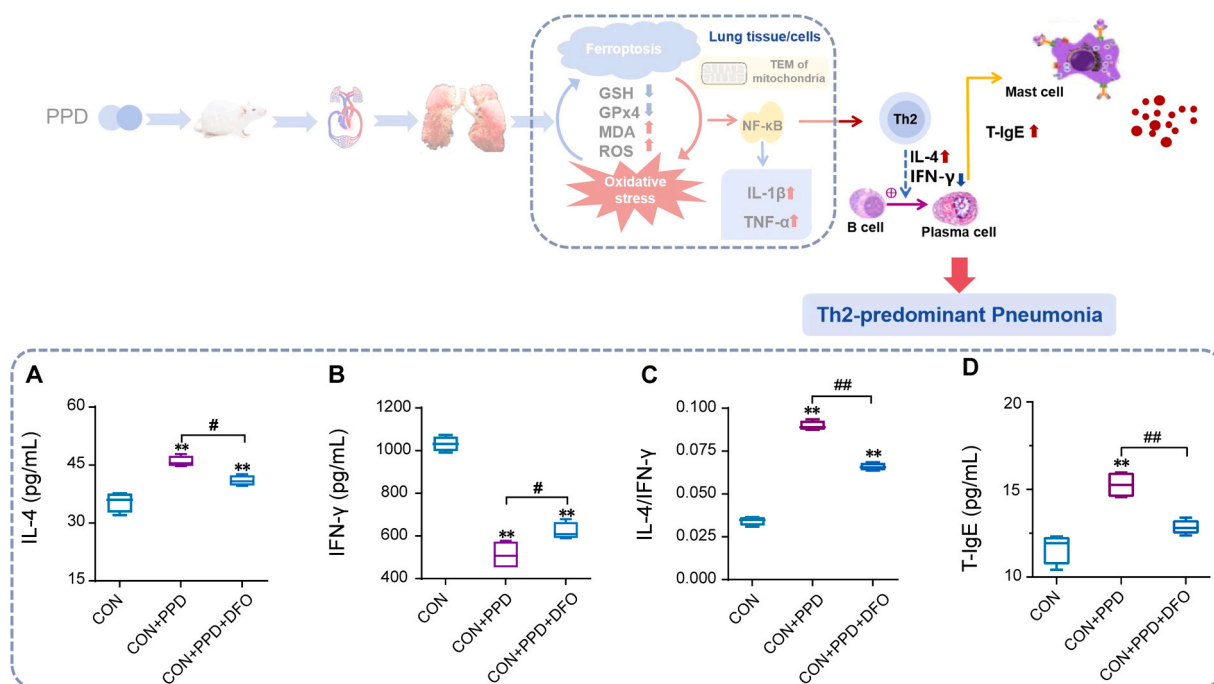 PPD
Ferroptosis
GSH
GPx4
MDA
ROS
Oxidative
stress
Lung tissue/cells
TEM of
mitochondria
NF-κB
IL-1β
TNF-α
Th2
IL-4
IFN-γ
B cell
Plasma cell
T-IgE
Mast cell
Th2-predominant Pneumonia
A
IL-4 (pg/mL)
60
45
30
15
**
#
**
CON
CON+PPD
CON+PPD+DFO
B
IFN-γ (pg/mL)
1200
1000
800
600
400
**
#
**
CON
CON+PPD
CON+PPD+DFO
C
IL-4/IFN-γ
0.100
0.075
0.050
0.025
0.000
**
##
**
CON
CON+PPD
CON+PPD+DFO
D
T-IgE (pg/mL)
20
15
15
10
**
##
CON
CON+PPD
CON+PPD+DFO